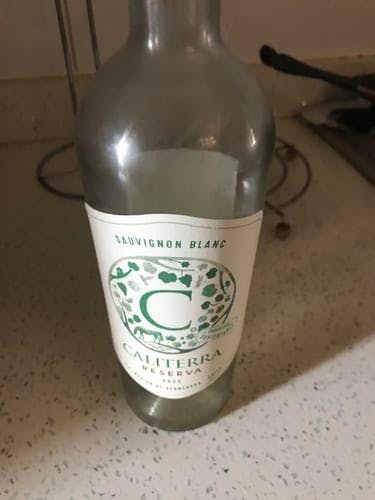 SAUVIGNON BLANC
C
CALITERRA
RESERVA